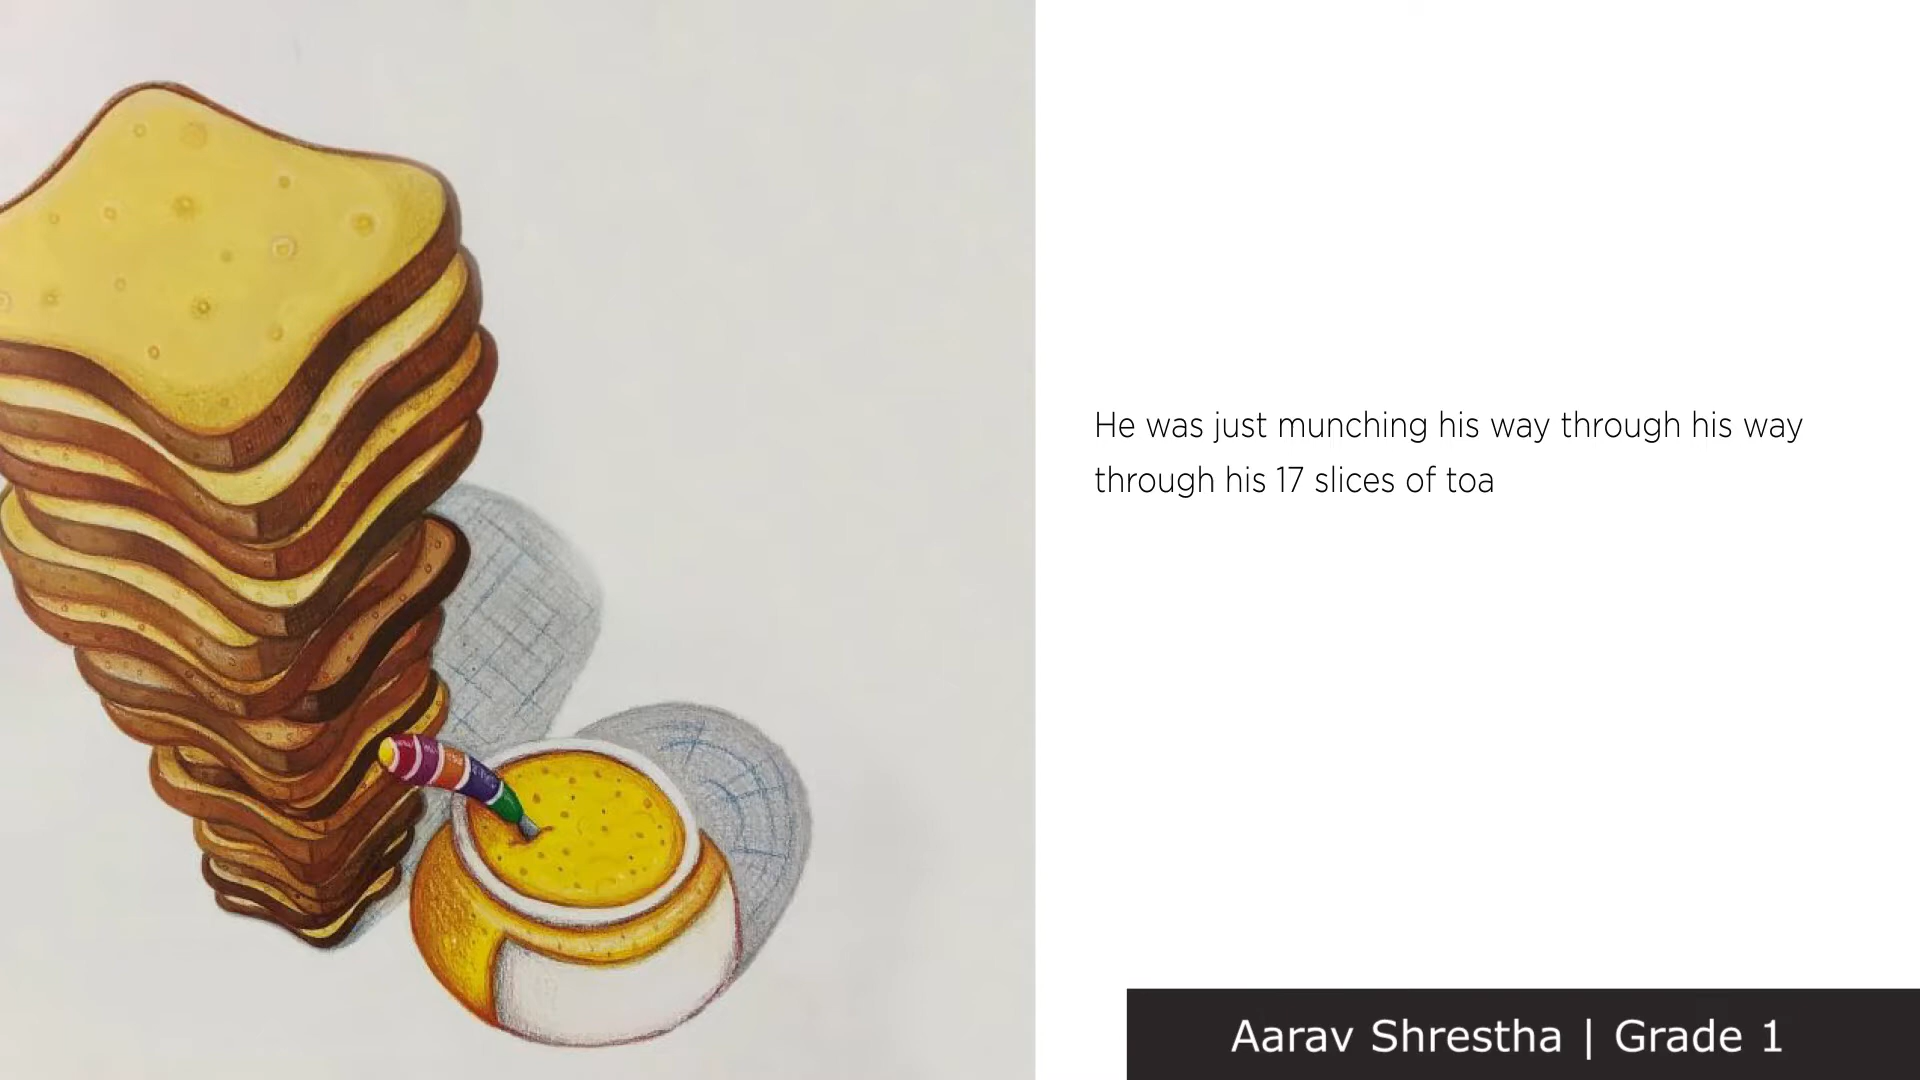 He was just munching his way through his way
through his 17 slices of toa
Aarav Shrestha | Grade 1